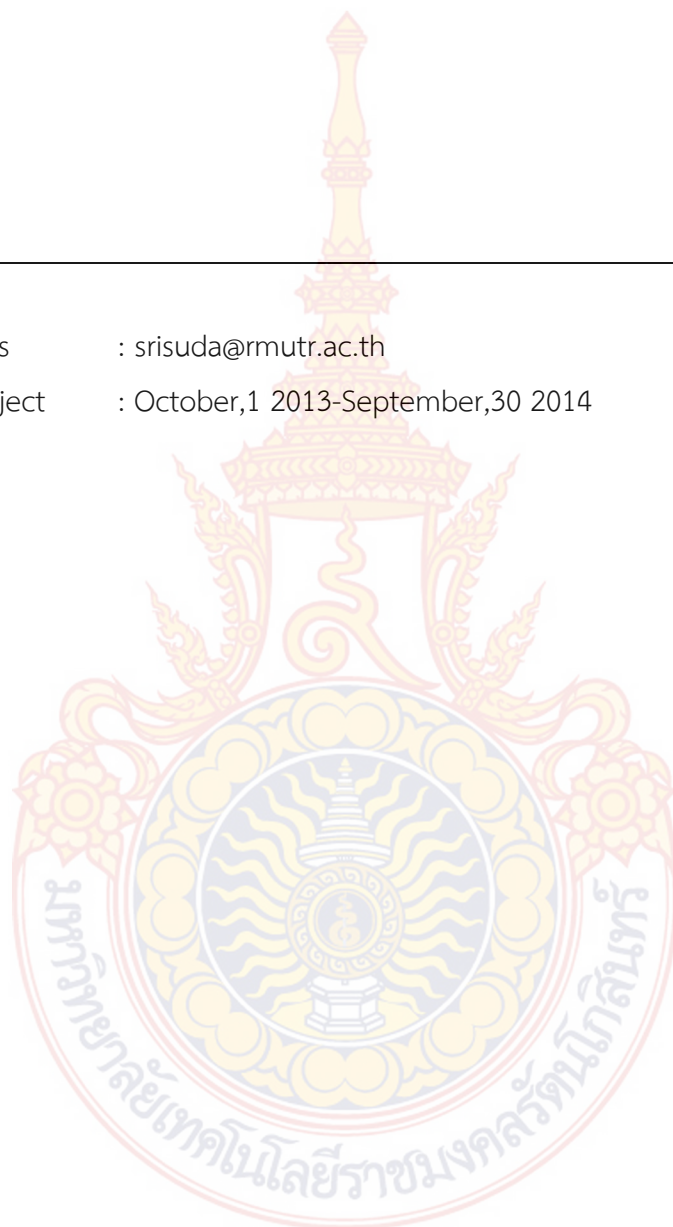 s : srisuda@rmutr.ac.th
ject : October,1 2013-September,30 2014
มหาวิทยาลัยเทคโนโลยีราชมงคลรัตนโกสินทร์